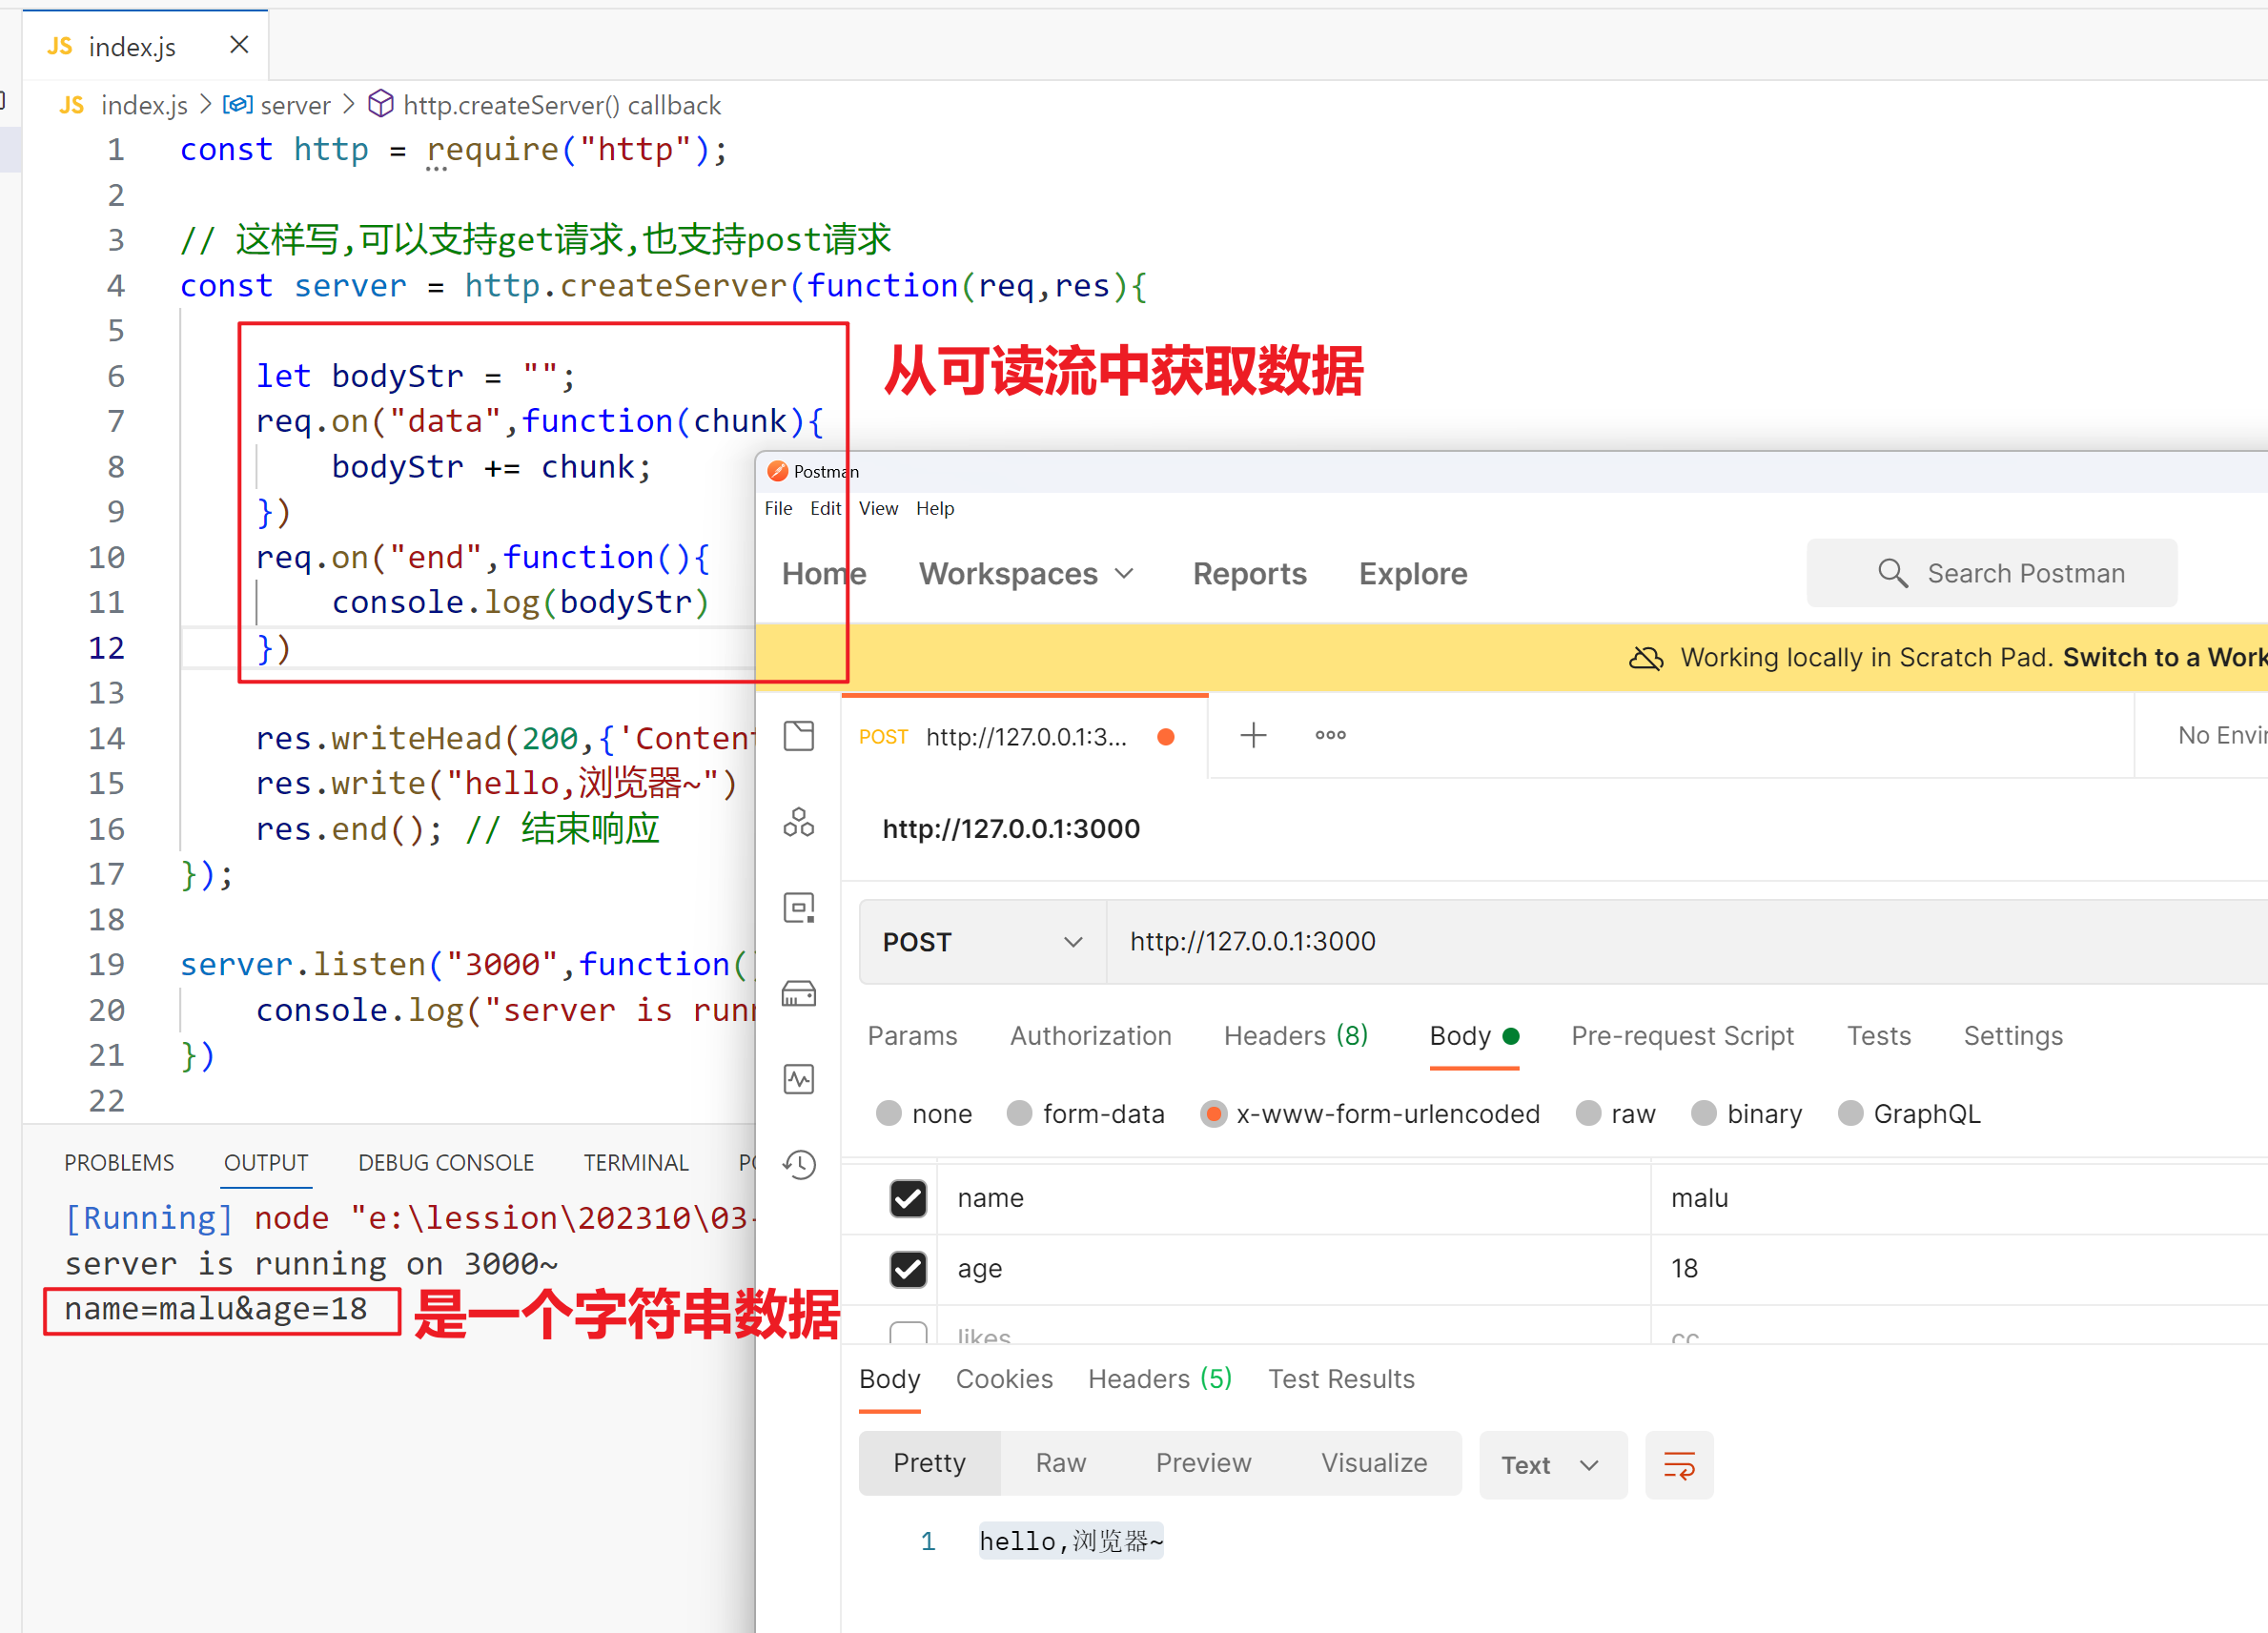 JS index.js
JS index.js > server > http.createServer() callback
1 const http = require("http");
2
3 // 这样写,可以支持get请求,也支持post请求
4 const server = http.createServer(function(req,res){
5
6 let bodyStr = "";
从可读流中获取数据
7 req.on("data",function(chunk){
8 bodyStr += chunk;
9 })
10 req.on("end",function(){
11 console.log(bodyStr)
12 })
13
14 res.writeHead(200,{'Content
15 res.write("hello,浏览器~")
16 res.end(); // 结束响应
17 });
18
19 server.listen("3000",function()
20 console.log("server is runn
21 })
22
PROBLEMS OUTPUT DEBUG CONSOLE TERMINAL PO
[Running] node "e:\lession\202310\03-
server is running on 3000~
name=malu&age=18
是一个字符串数据
Postman
File Edit View Help
Home Workspaces Reports Explore Search Postman
Working locally in Scratch Pad. Switch to a Work
POST http://127.0.0.1:3... No Envir
http://127.0.0.1:3000
POST http://127.0.0.1:3000
Params Authorization Headers (8) Body Pre-request Script Tests Settings
none form-data x-www-form-urlencoded raw binary GraphQL
name malu
age 18
likes cc
Body Cookies Headers (5) Test Results
Pretty Raw Preview Visualize Text
1 hello,浏览器~